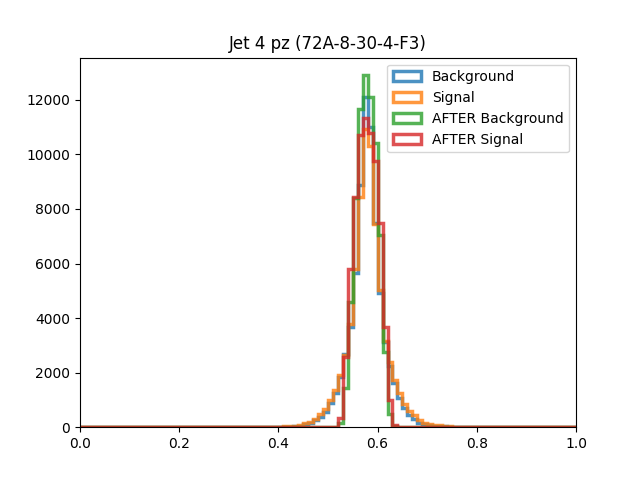 Jet 4 pz (72A-8-30-4-F3)
Background
Signal
AFTER Background
AFTER Signal
12000
10000
8000
6000
4000
2000
0
0.0 0.2 0.4 0.6 0.8 1.0